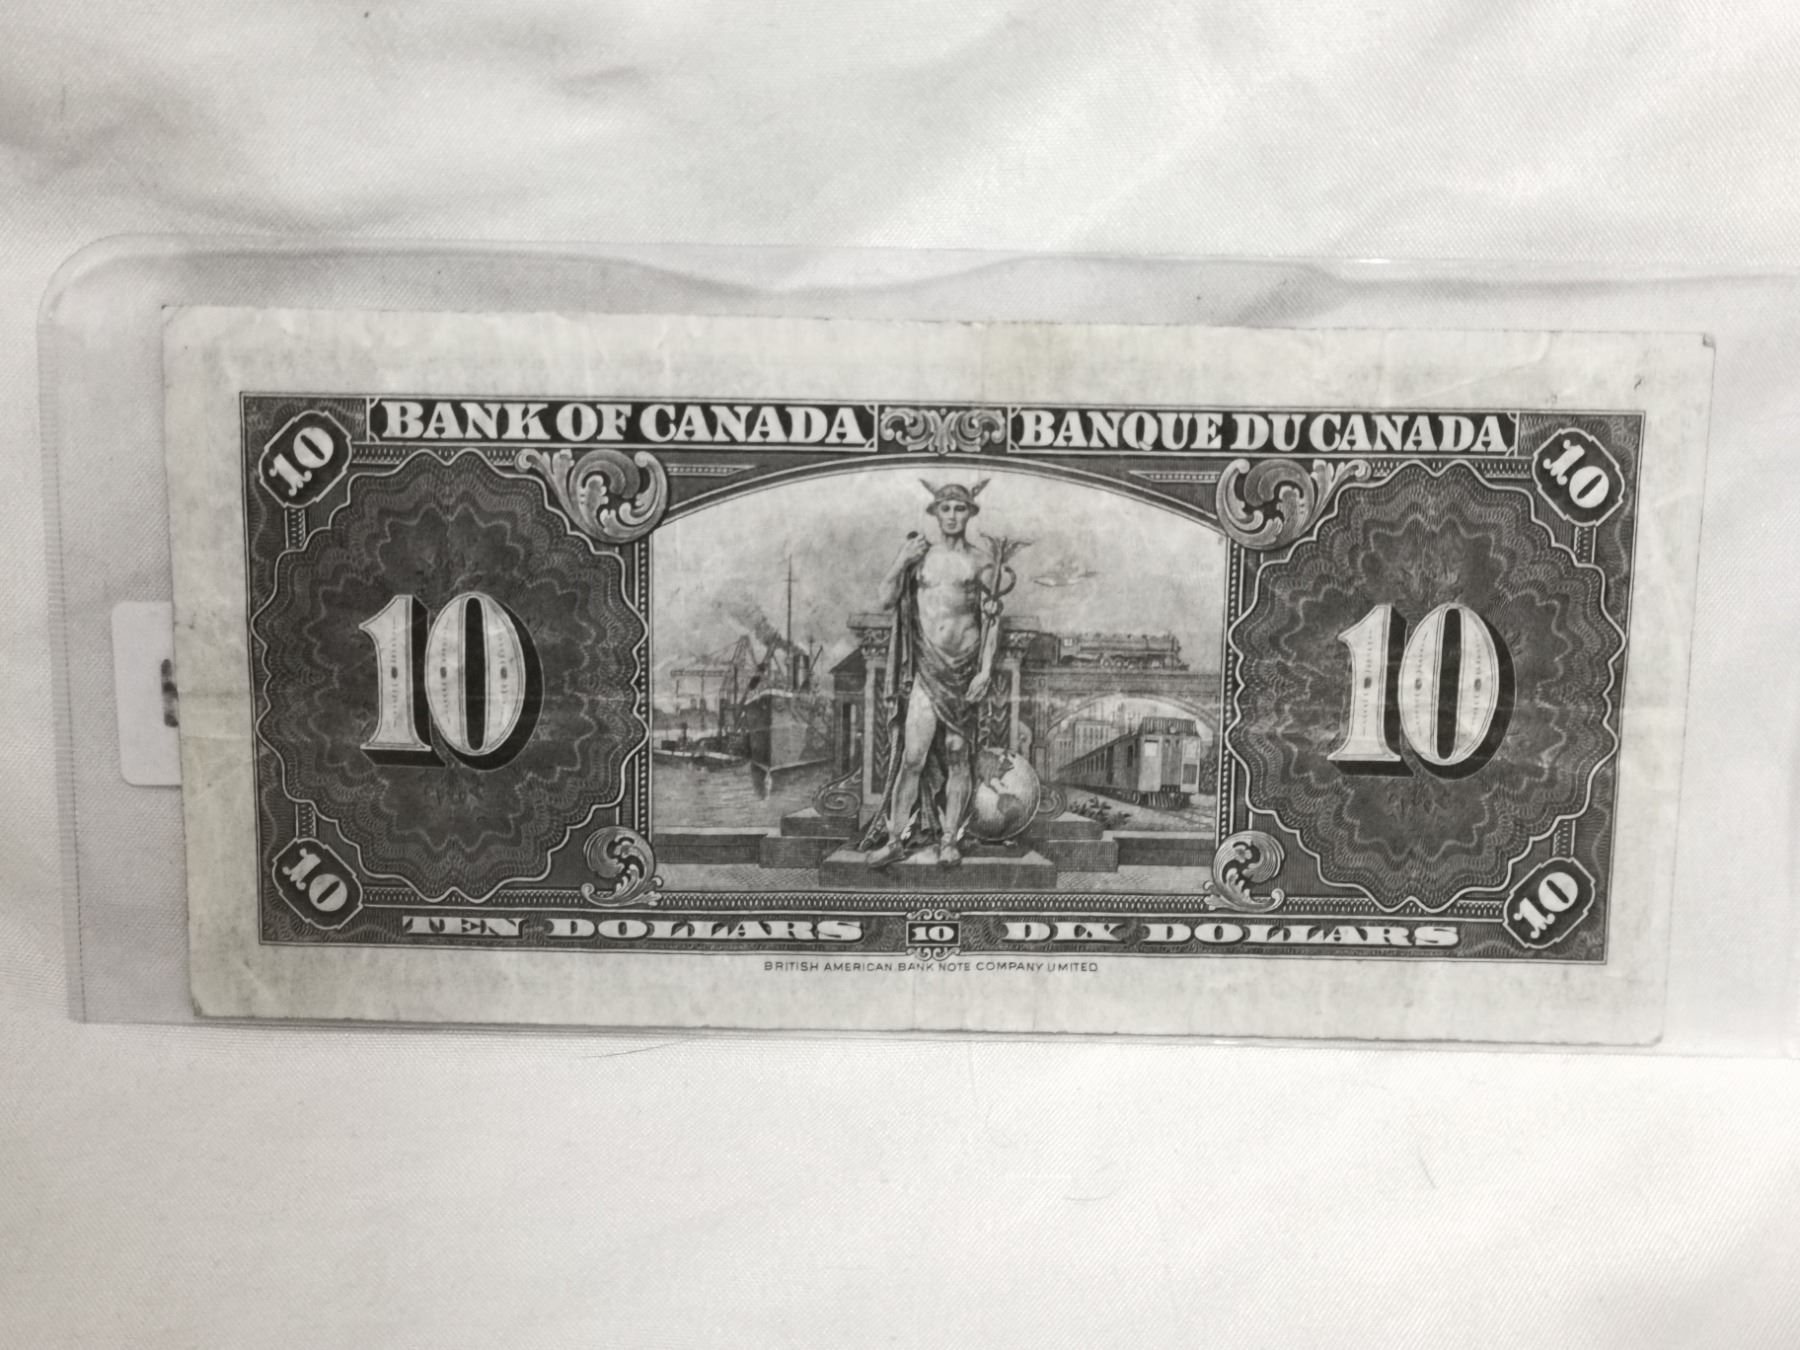 BANK OF CANADA BANQUE DU CANADA
10 10
10 10
10 10
TEN DOLLARS 10 DIX DOLLARS
BRITISH AMERICAN BANK NOTE COMPANY LIMITED